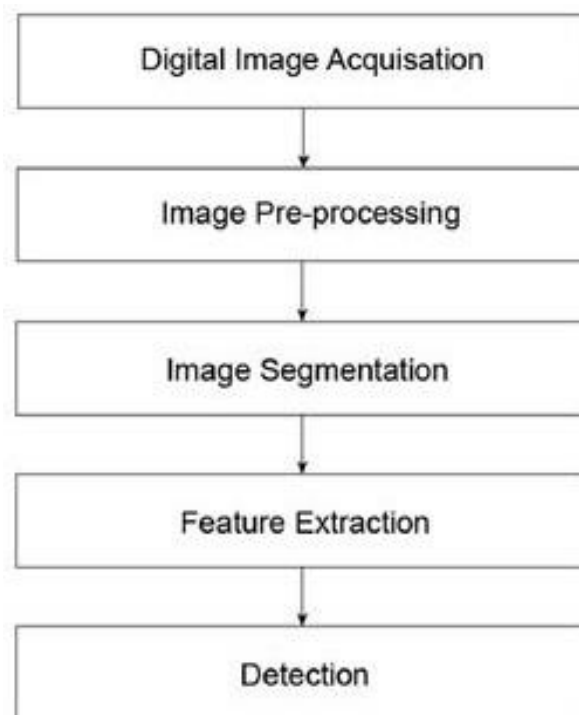 Digital Image Acquisation
Image Pre-processing
Image Segmentation
Feature Extraction
Detection